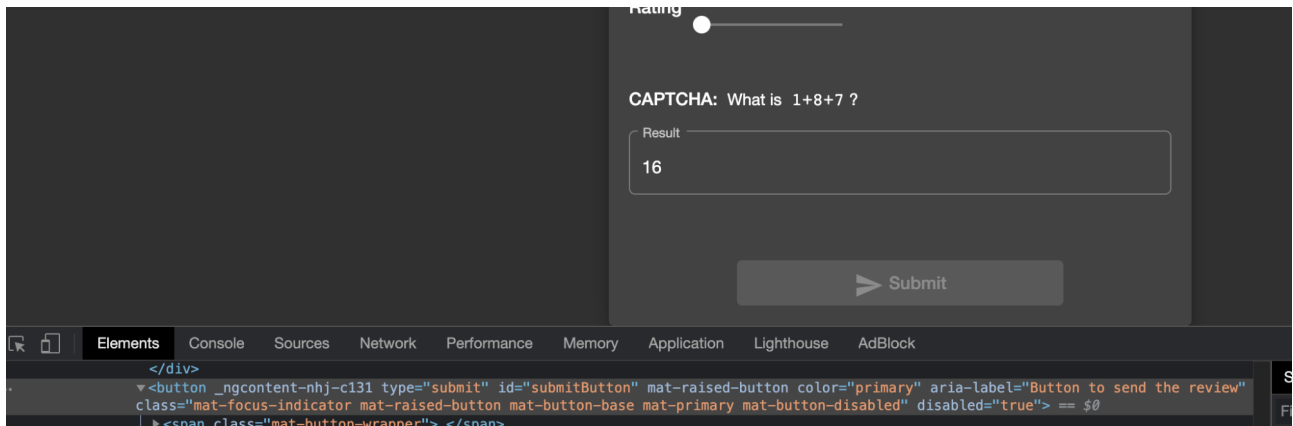 Rating
CAPTCHA: What is 1+8+7 ?
Result
16
Submit
Elements Console Sources Network Performance Memory Application Lighthouse AdBlock
</div>
▼<button _ngcontent-nhj-c131 type="submit" id="submitButton" mat-raised-button color="primary" aria-label="Button to send the review"
class="mat-focus-indicator mat-raised-button mat-button-base mat-primary mat-button-disabled" disabled="true"> == $0
▶<span class="mat-button-wrapper"> </span>
S
Fi